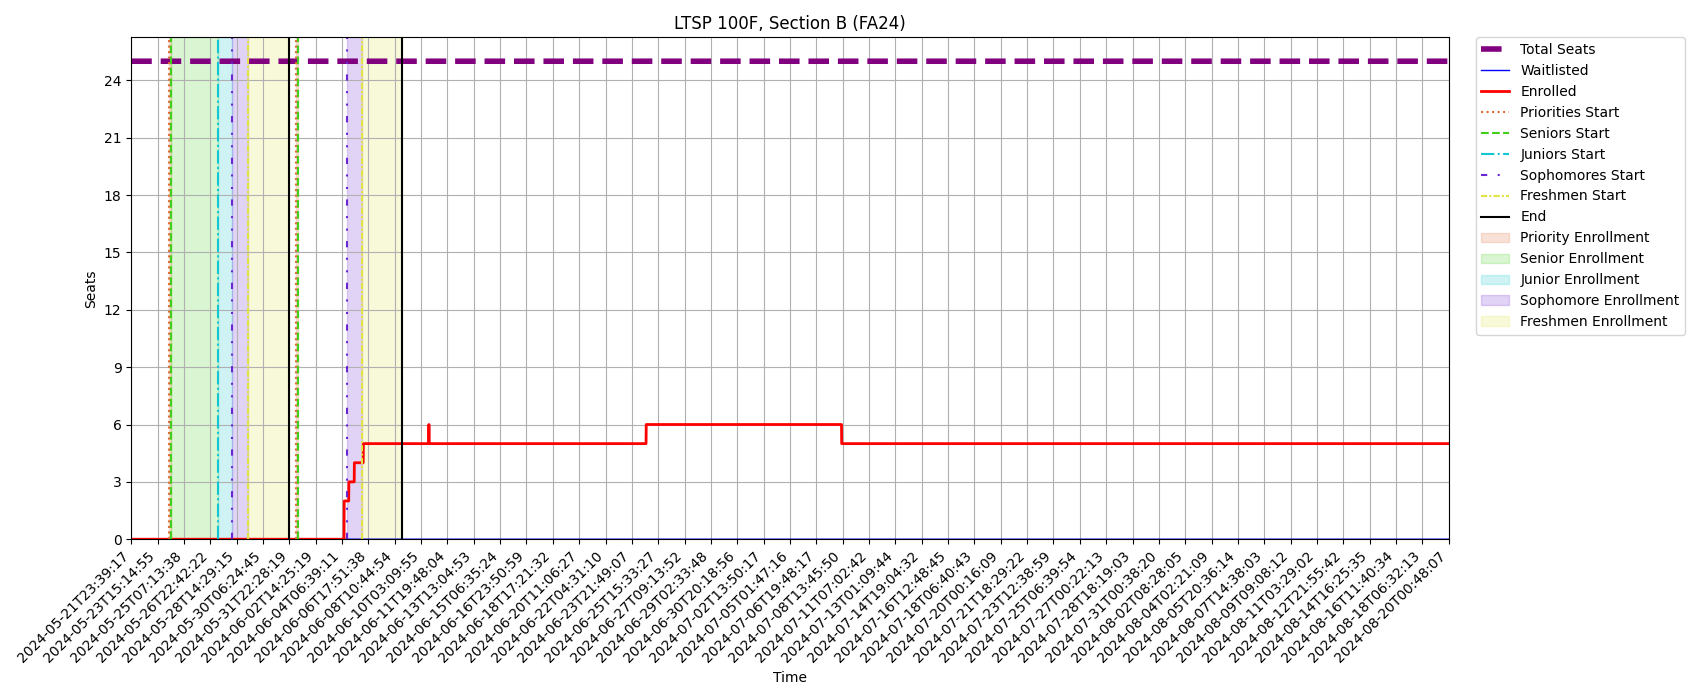 LTSP 100F, Section B (FA24)
Total Seats
Waitlisted
Enrolled
Priorities Start
Seniors Start
Juniors Start
Sophomores Start
Freshmen Start
End
Priority Enrollment
Senior Enrollment
Junior Enrollment
Sophomore Enrollment
Freshmen Enrollment
Seats
24
21
18
15
12
9
6
3
0
2024-05-21T23:39:17
2024-05-23T15:14:55
2024-05-25T07:13:38
2024-05-26T22:42:22
2024-05-28T14:29:15
2024-05-30T06:24:45
2024-05-31T22:28:19
2024-06-02T14:25:19
2024-06-04T06:39:11
2024-06-06T17:51:38
2024-06-08T10:44:54
2024-06-10T03:09:55
2024-06-11T19:48:04
2024-06-13T13:04:53
2024-06-15T06:35:24
2024-06-16T23:50:59
2024-06-18T17:21:32
2024-06-20T11:06:27
2024-06-22T04:31:10
2024-06-23T21:49:07
2024-06-25T15:33:27
2024-06-27T09:13:52
2024-06-29T02:33:48
2024-06-30T20:18:56
2024-07-02T13:50:17
2024-07-05T01:47:16
2024-07-06T19:48:17
2024-07-08T13:45:50
2024-07-11T07:02:42
2024-07-13T01:09:44
2024-07-14T19:04:32
2024-07-16T12:48:45
2024-07-18T06:40:43
2024-07-20T00:16:09
2024-07-21T18:29:22
2024-07-23T12:38:59
2024-07-25T06:39:54
2024-07-27T00:22:13
2024-07-28T18:19:03
2024-07-31T00:38:20
2024-08-02T08:28:05
2024-08-04T02:21:09
2024-08-05T20:36:14
2024-08-07T14:38:03
2024-08-09T09:08:12
2024-08-11T03:29:02
2024-08-12T21:55:42
2024-08-14T16:25:35
2024-08-16T11:40:34
2024-08-18T06:32:13
2024-08-20T00:48:07
Time